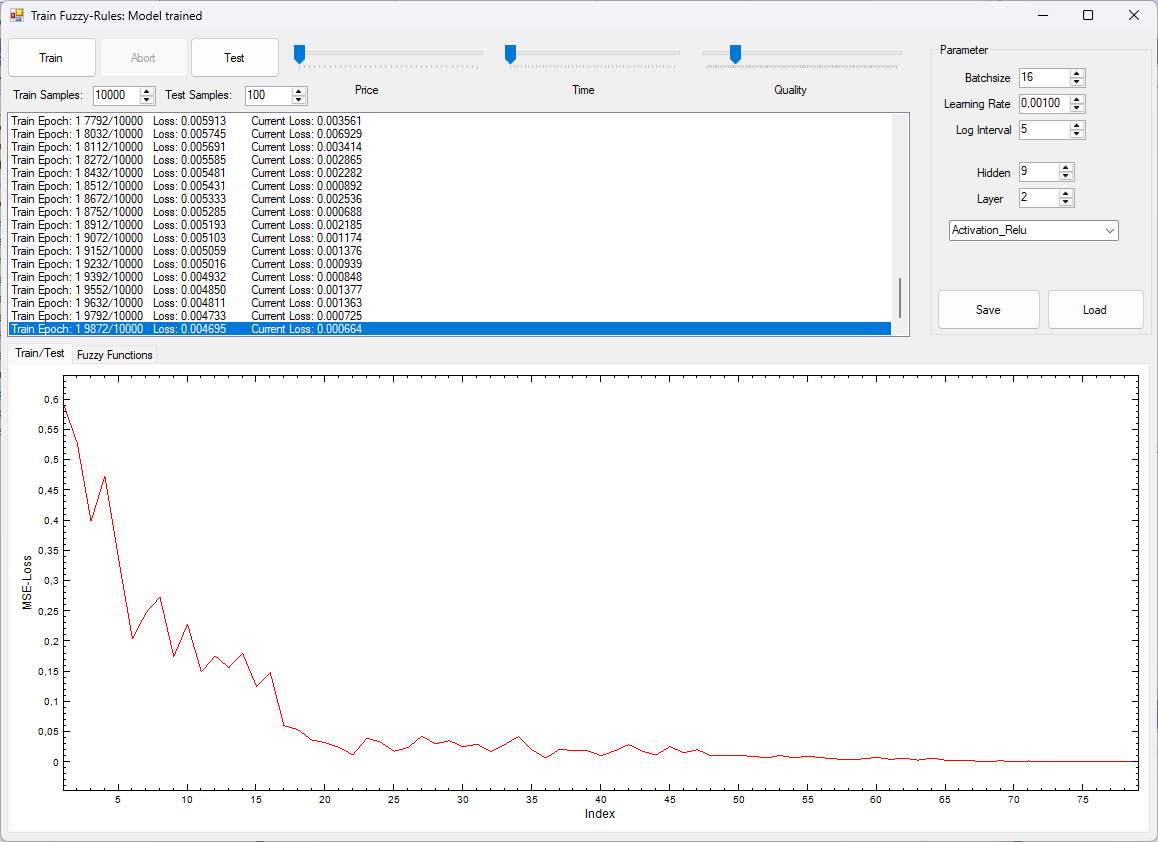 Train Fuzzy-Rules: Model trained
Train
Abort
Test
Train Samples: 10000
Test Samples: 100
Price
Time
Quality
Parameter
Batchsize 16
Learning Rate 0,00100
Log Interval 5
Hidden 9
Layer 2
Activation_Relu
Save
Load
Train Epoch: 1 7792/10000 Loss: 0.005913 Current Loss: 0.003561
Train Epoch: 1 8032/10000 Loss: 0.005745 Current Loss: 0.006929
Train Epoch: 1 8112/10000 Loss: 0.005691 Current Loss: 0.003414
Train Epoch: 1 8272/10000 Loss: 0.005585 Current Loss: 0.002865
Train Epoch: 1 8432/10000 Loss: 0.005481 Current Loss: 0.002282
Train Epoch: 1 8512/10000 Loss: 0.005431 Current Loss: 0.000892
Train Epoch: 1 8672/10000 Loss: 0.005333 Current Loss: 0.002536
Train Epoch: 1 8752/10000 Loss: 0.005285 Current Loss: 0.000688
Train Epoch: 1 8912/10000 Loss: 0.005193 Current Loss: 0.002185
Train Epoch: 1 9072/10000 Loss: 0.005103 Current Loss: 0.001174
Train Epoch: 1 9152/10000 Loss: 0.005059 Current Loss: 0.001376
Train Epoch: 1 9232/10000 Loss: 0.005016 Current Loss: 0.000939
Train Epoch: 1 9392/10000 Loss: 0.004932 Current Loss: 0.000848
Train Epoch: 1 9552/10000 Loss: 0.004850 Current Loss: 0.001377
Train Epoch: 1 9632/10000 Loss: 0.004811 Current Loss: 0.001363
Train Epoch: 1 9792/10000 Loss: 0.004733 Current Loss: 0.000725
Train Epoch: 1 9872/10000 Loss: 0.004695 Current Loss: 0.000664
Train/Test
Fuzzy Functions
MSE-Loss
0,6
0,55
0,5
0,45
0,4
0,35
0,3
0,25
0,2
0,15
0,1
0,05
0
5 10 15 20 25 30 35 40 45 50 55 60 65 70 75
Index